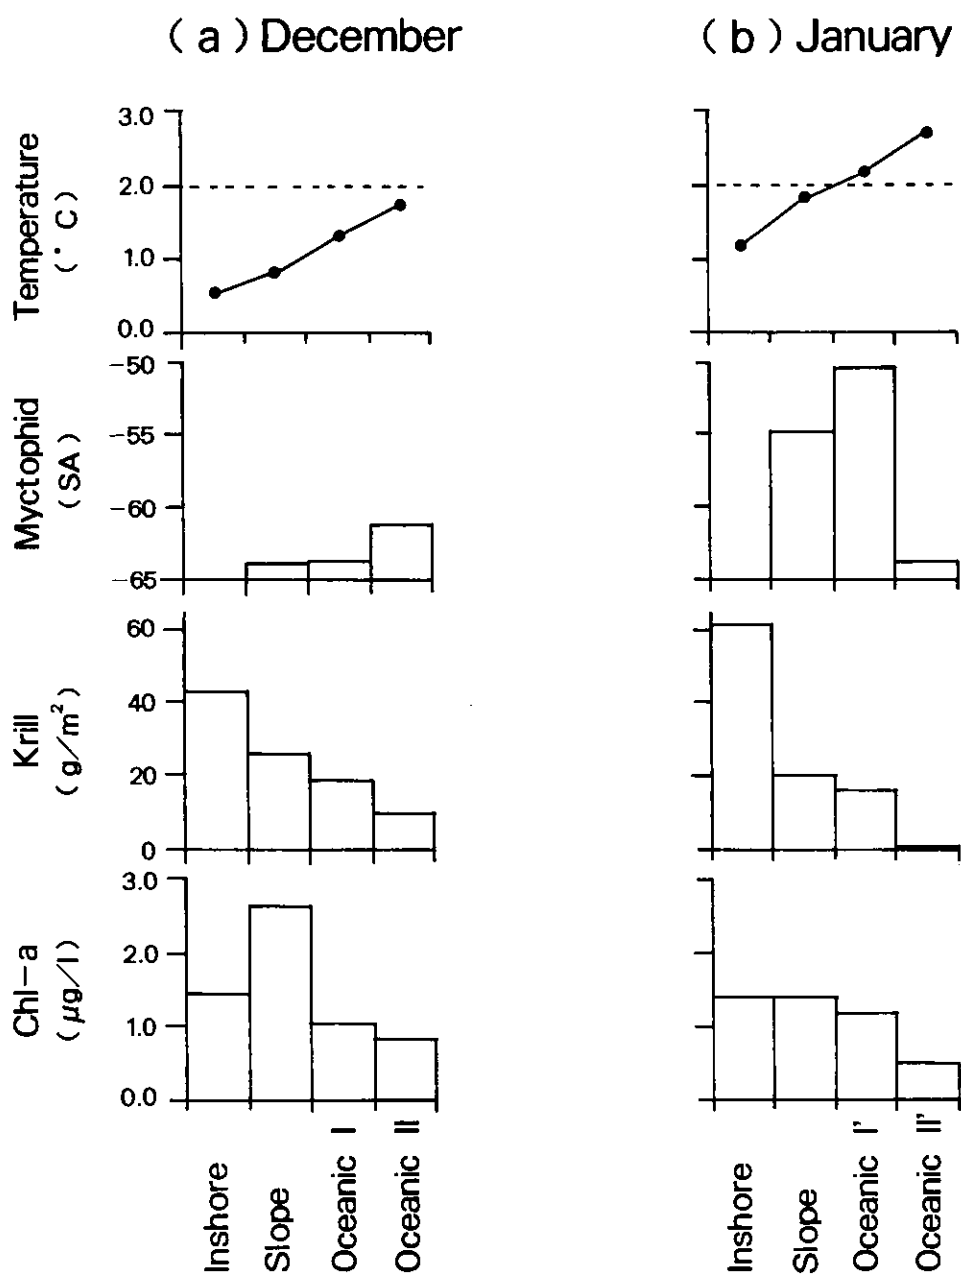 (a) December
(b) January
Temperature
(°C)
3.0
2.0
1.0
0.0
Myctophid
(SA)
-50
-55
-60
-65
Krill
(g/m²)
60
40
20
0
Chl-a
(μg/l)
3.0
2.0
1.0
0.0
Inshore
Slope
Oceanic I
Oceanic II
Inshore
Slope
Oceanic I'
Oceanic II'